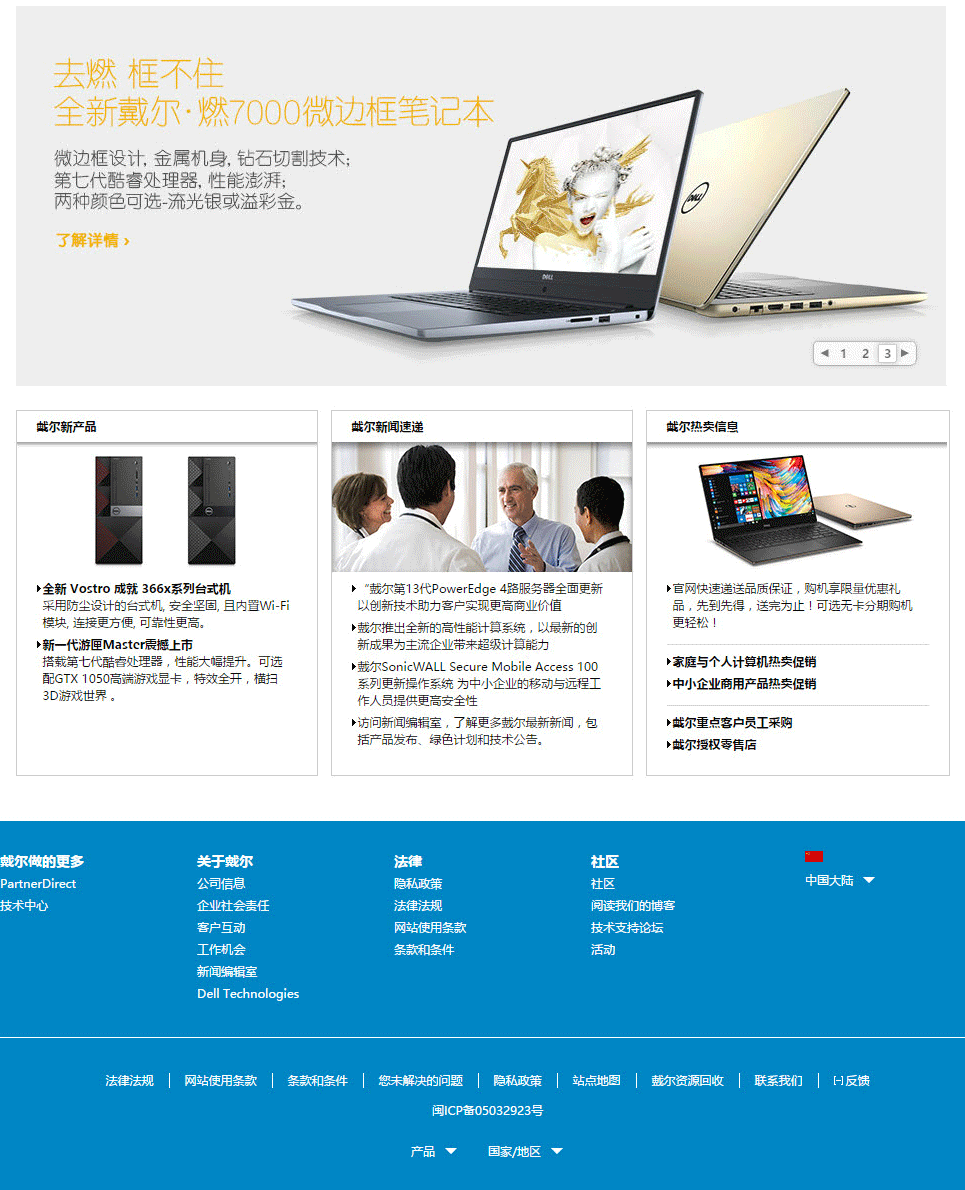 去燃 框不住
全新戴尔·燃7000微边框笔记本
微边框设计, 金属机身, 钻石切割技术;
第七代酷睿处理器, 性能澎湃;
两种颜色可选-流光银或溢彩金。
了解详情 ›
DELL
DELL
◀ 1 2 3 ▶
戴尔新产品
全新 Vostro 成就 366x系列台式机
采用防尘设计的台式机, 安全坚固, 且内置Wi-Fi
模块, 连接更方便, 可靠性更高。
新一代游匣Master震撼上市
搭载第七代酷睿处理器，性能大幅提升。可选
配GTX 1050高端游戏显卡，特效全开，横扫
3D游戏世界 。
戴尔新闻速递
“戴尔第13代PowerEdge 4路服务器全面更新
以创新技术助力客户实现更高商业价值
戴尔推出全新的高性能计算系统，以最新的创
新成果为主流企业带来超级计算能力
戴尔SonicWALL Secure Mobile Access 100
系列更新操作系统 为中小企业的移动与远程工
作人员提供更高安全性
访问新闻编辑室，了解更多戴尔最新新闻，包
括产品发布、绿色计划和技术公告。
戴尔热卖信息
官网快速递送品质保证，购机享限量优惠礼
品，先到先得，送完为止！可选无卡分期购机
更轻松！
家庭与个人计算机热卖促销
中小企业商用产品热卖促销
戴尔重点客户员工采购
戴尔授权零售店
戴尔做的更多
PartnerDirect
技术中心
关于戴尔
公司信息
企业社会责任
客户互动
工作机会
新闻编辑室
Dell Technologies
法律
隐私政策
法律法规
网站使用条款
条款和条件
社区
社区
阅读我们的博客
技术支持论坛
活动
中国大陆
法律法规 | 网站使用条款 | 条款和条件 | 您未解决的问题 | 隐私政策 | 站点地图 | 戴尔资源回收 | 联系我们 | [-] 反馈
闽ICP备05032923号
产品 国家/地区